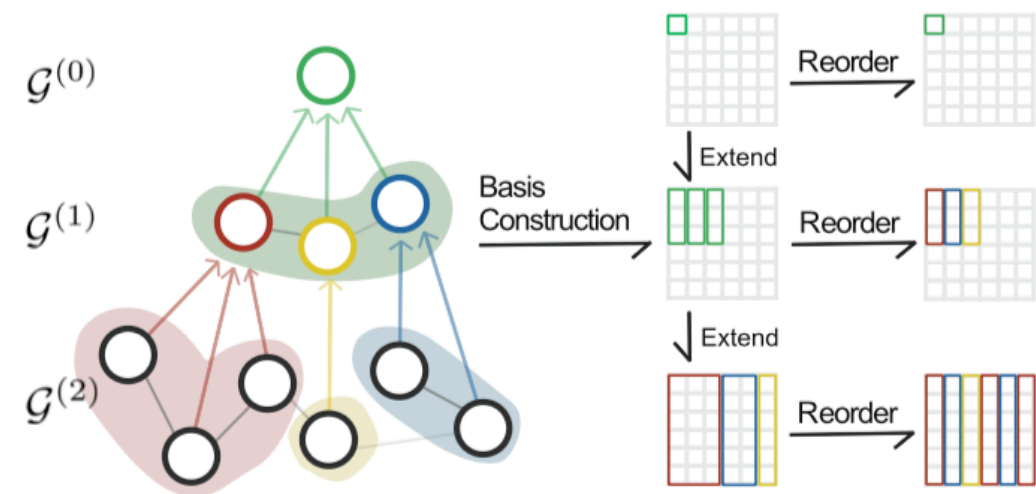 𝒢^(0)
Reorder
Extend
𝒢^(1)
Basis
Construction
Reorder
Extend
𝒢^(2)
Reorder